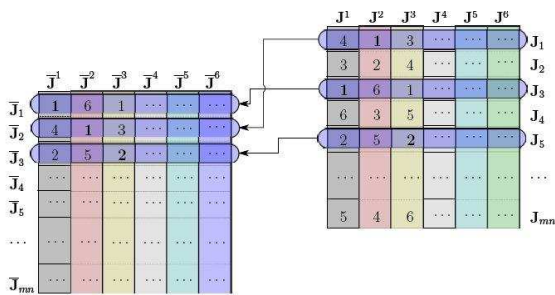 J¹ J² J³ J⁴ J⁵ J⁶
4 1 3 ··· ··· ··· J₁
3 2 4 ··· ··· ··· J₂
1 6 1 ··· ··· ··· J₃
6 3 5 ··· ··· ··· J₄
2 5 2 ··· ··· ··· J₅
··· ··· ··· ··· ··· ··· ···
5 4 6 ··· ··· ··· Jₘₙ
J̅¹ J̅² J̅³ J̅⁴ J̅⁵ J̅⁶
J̅₁ 1 6 1 ··· ··· ···
J̅₂ 4 1 3 ··· ··· ···
J̅₃ 2 5 2 ··· ··· ···
J̅₄ ··· ··· ··· ··· ··· ···
J̅₅ ··· ··· ··· ··· ··· ···
··· ··· ··· ··· ··· ··· ···
J̅ₘₙ ··· ··· ··· ··· ··· ···